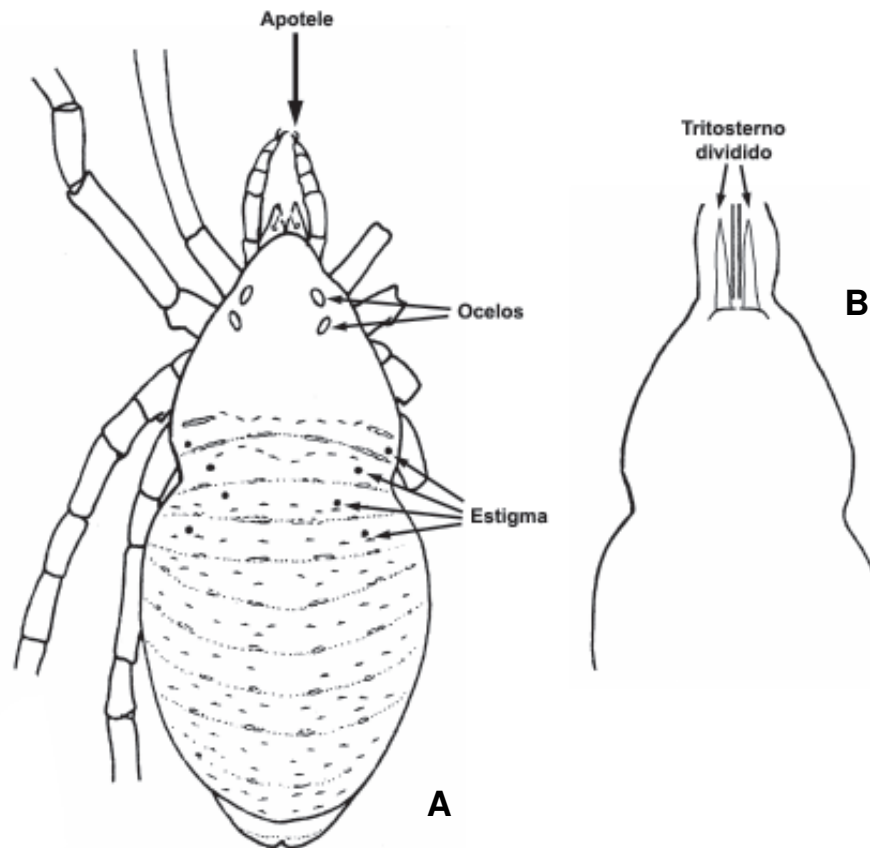 Apotele
Tritosterno
dividido
Ocelos
B
Estigma
A